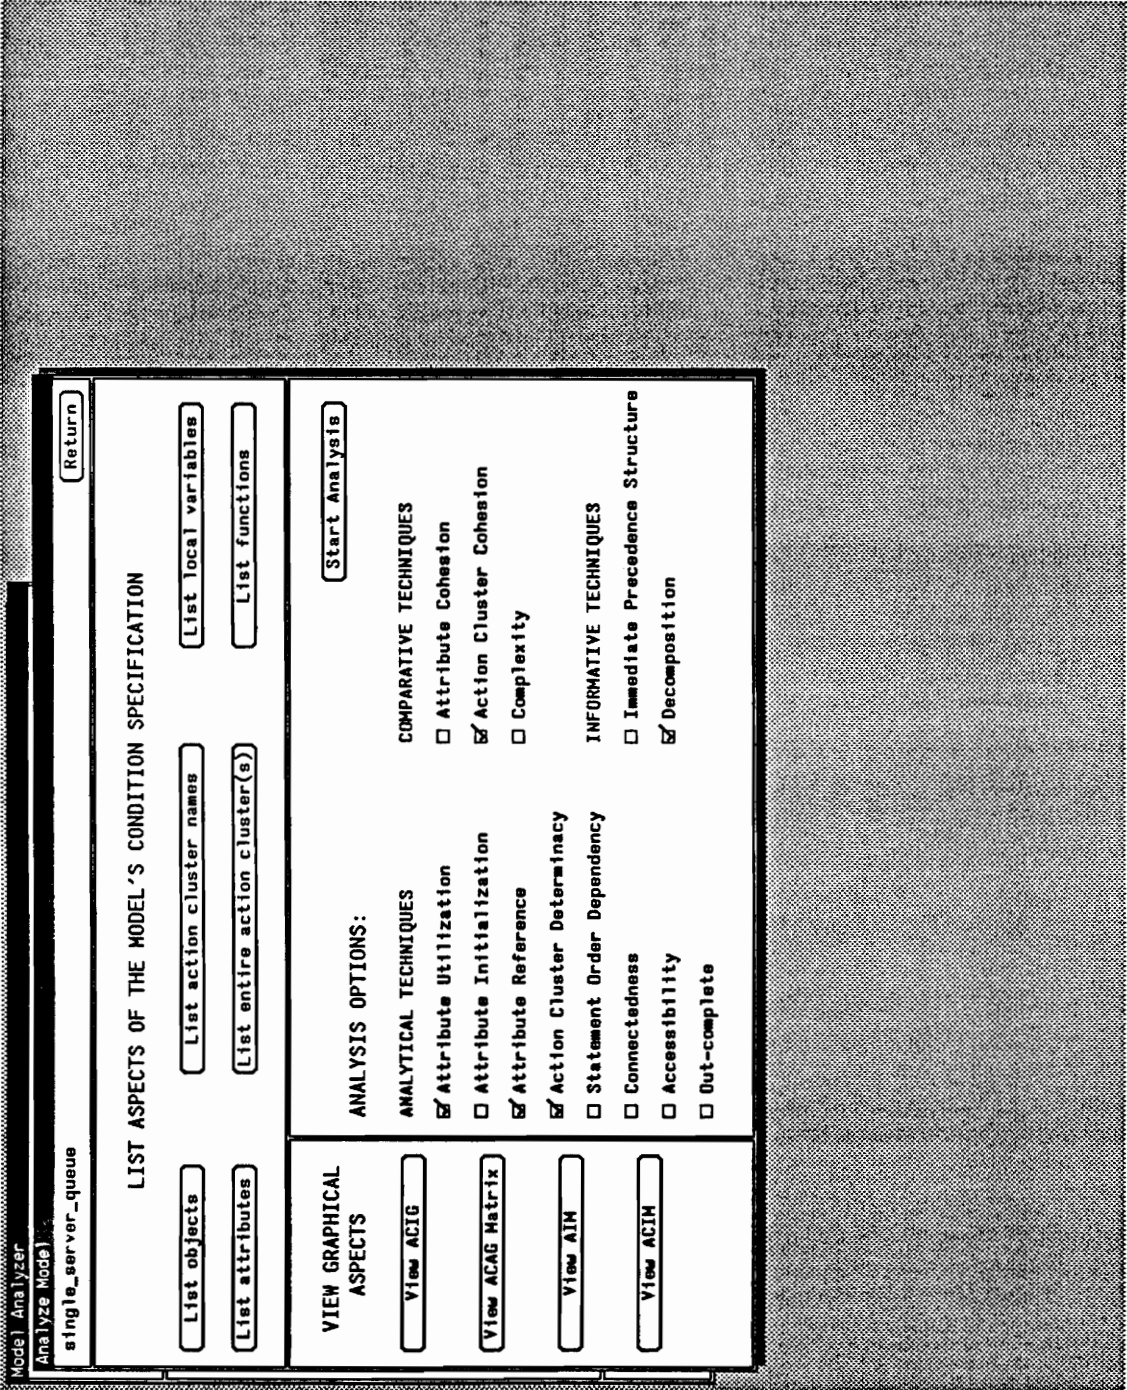 Model Analyzer
Analyze Model
single_server_queue
Return
LIST ASPECTS OF THE MODEL'S CONDITION SPECIFICATION
List objects
List action cluster names
List local variables
List attributes
List entire action cluster(s)
List functions
VIEW GRAPHICAL
ASPECTS
View ACIG
View ACAG Matrix
View AIM
View ACIM
Start Analysis
ANALYSIS OPTIONS:
ANALYTICAL TECHNIQUES
Attribute Utilization
Attribute Initialization
Attribute Reference
Action Cluster Determinacy
Statement Order Dependency
Connectedness
Accessibility
Out-complete
COMPARATIVE TECHNIQUES
Attribute Cohesion
Action Cluster Cohesion
Complexity
INFORMATIVE TECHNIQUES
Immediate Precedence Structure
Decomposition